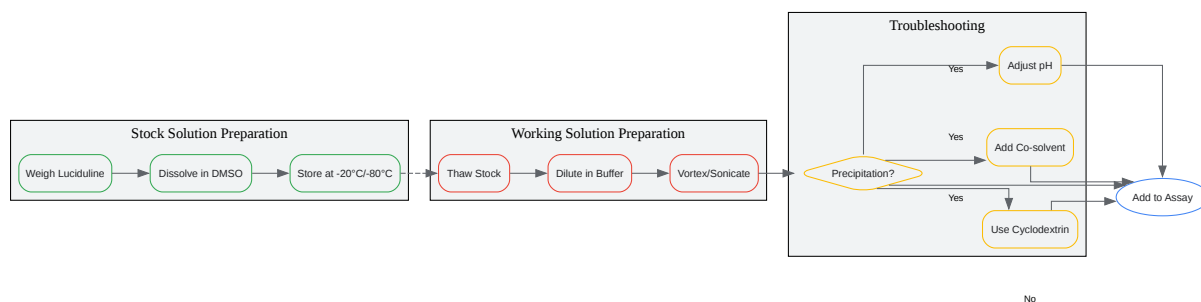 Stock Solution Preparation
Weigh Luciduline
Dissolve in DMSO
Store at -20°C/-80°C
Working Solution Preparation
Thaw Stock
Dilute in Buffer
Vortex/Sonicate
Troubleshooting
Precipitation?
Yes
Adjust pH
Yes
Add Co-solvent
Yes
Use Cyclodextrin
No
Add to Assay